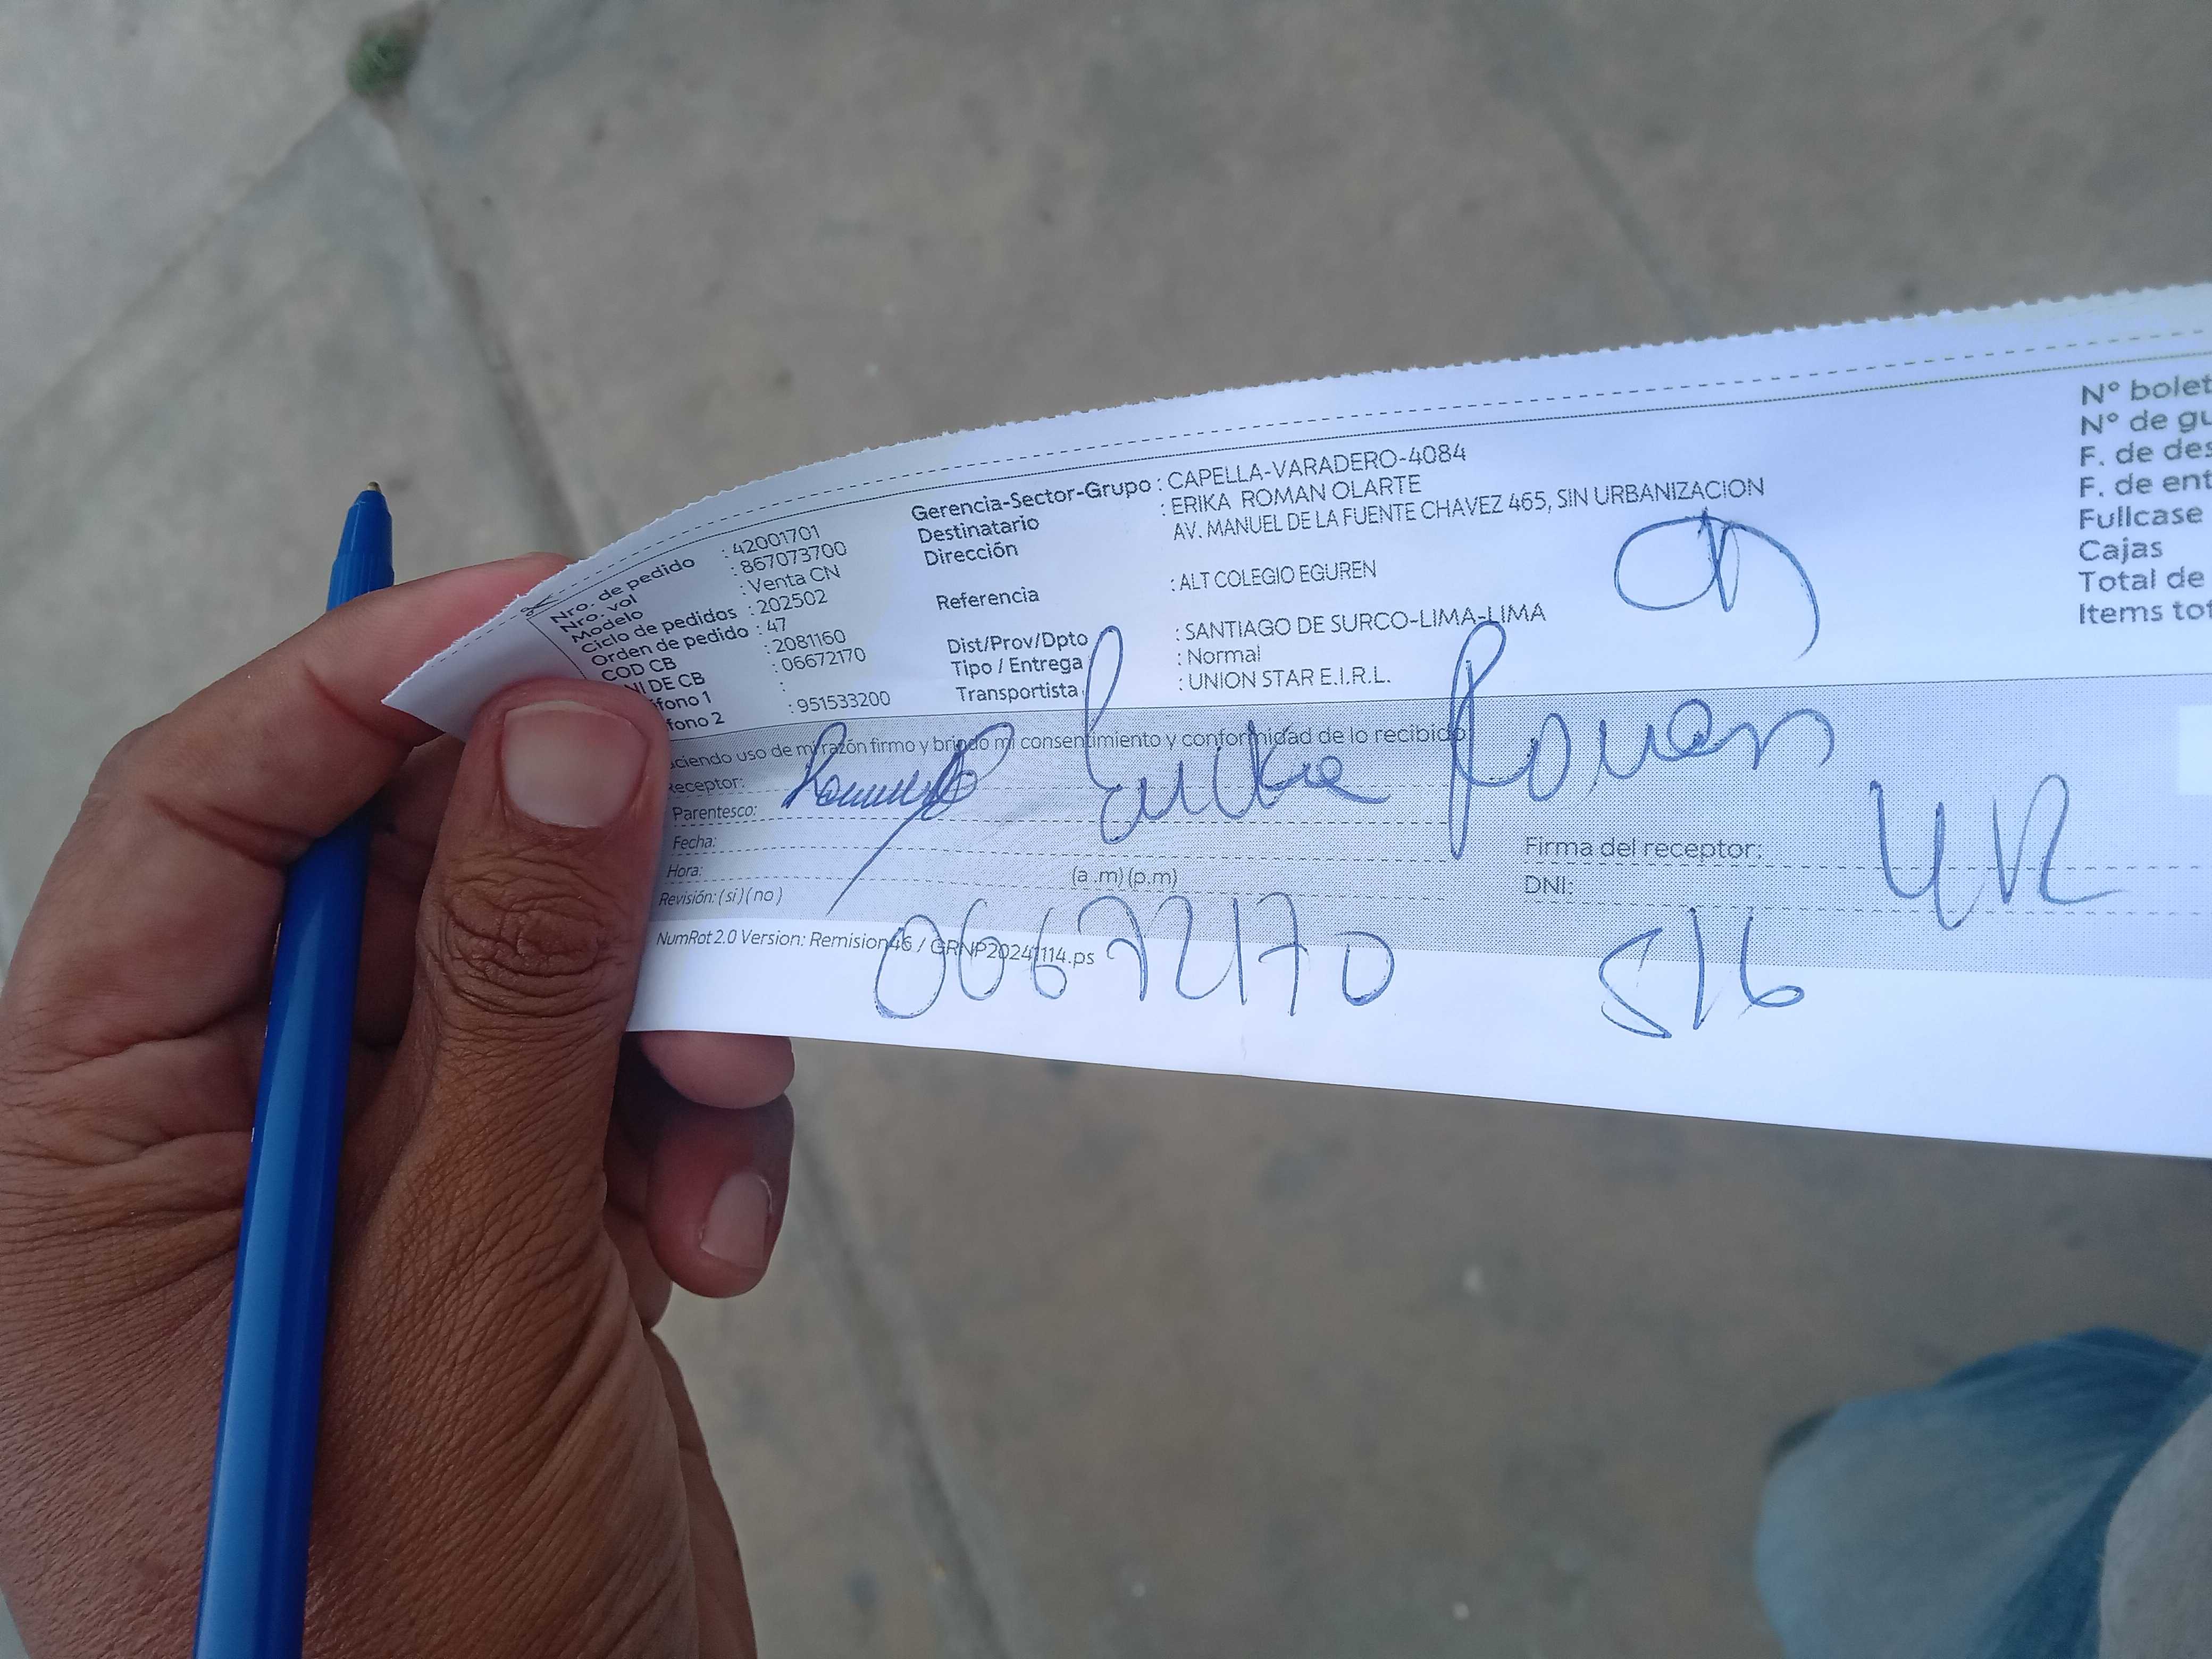 Nro. de pedido : 42001701
Nro. vol : 867073700
Modelo : Venta CN
Ciclo de pedidos : 202502
Orden de pedido : 47
COD CB : 2081160
NI DE CB : 06672170
fono 1 :
fono 2 : 951533200
Gerencia-Sector-Grupo : CAPELLA-VARADERO-4084
Destinatario : ERIKA ROMAN OLARTE
Dirección AV. MANUEL DE LA FUENTE CHAVEZ 465, SIN URBANIZACION
Referencia : ALT COLEGIO EGUREN
Dist/Prov/Dpto : SANTIAGO DE SURCO-LIMA-LIMA
Tipo / Entrega : Normal
Transportista : UNION STAR E.I.R.L.
N° bolet
N° de gu
F. de des
F. de ent
Fullcase
Cajas
Total de
Items tot
ciendo uso de mi razón firmo y brindo mi consentimiento y conformidad de lo recibido
Receptor: Erika Roman
Parentesco:
Fecha:
Hora: (a .m) (p.m)
Revisión: ( si ) ( no )
Firma del receptor:
DNI:
NumRot 2.0 Version: Remision46 / GRNP20241114.ps
06672170